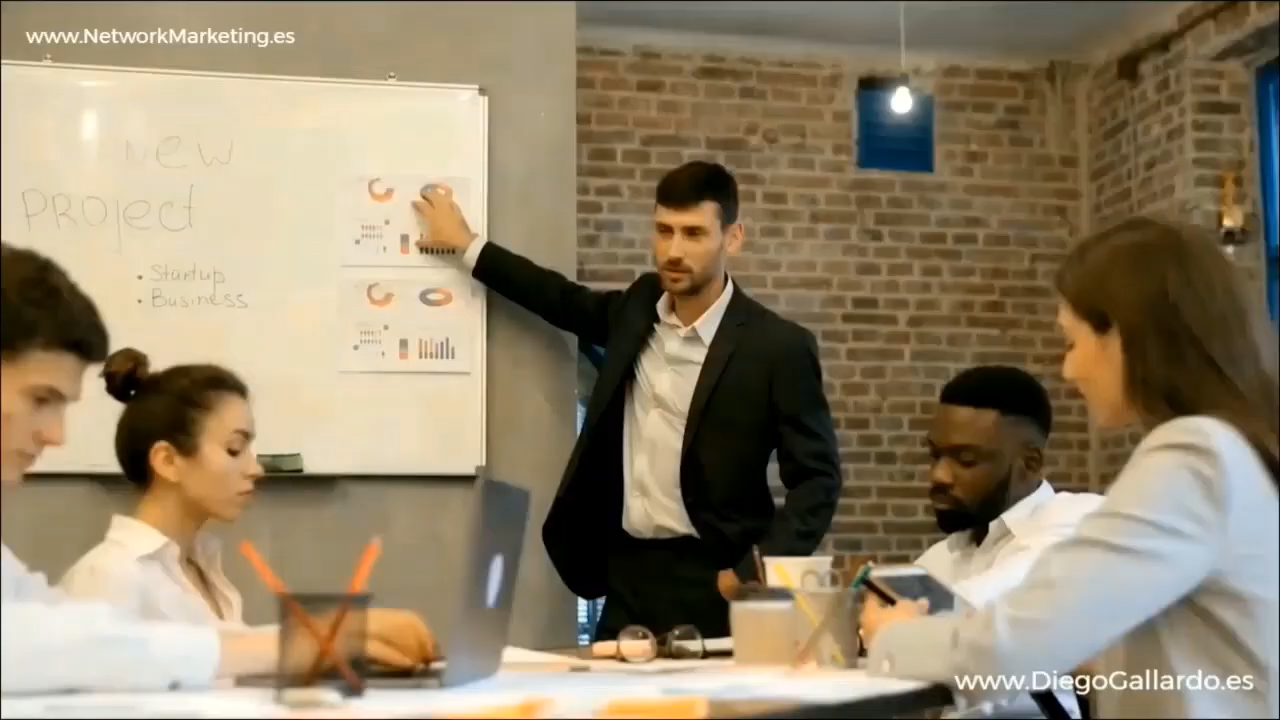 www.NetworkMarketing.es
New
PROject
• Startup
• Business
www.DiegoGallardo.es